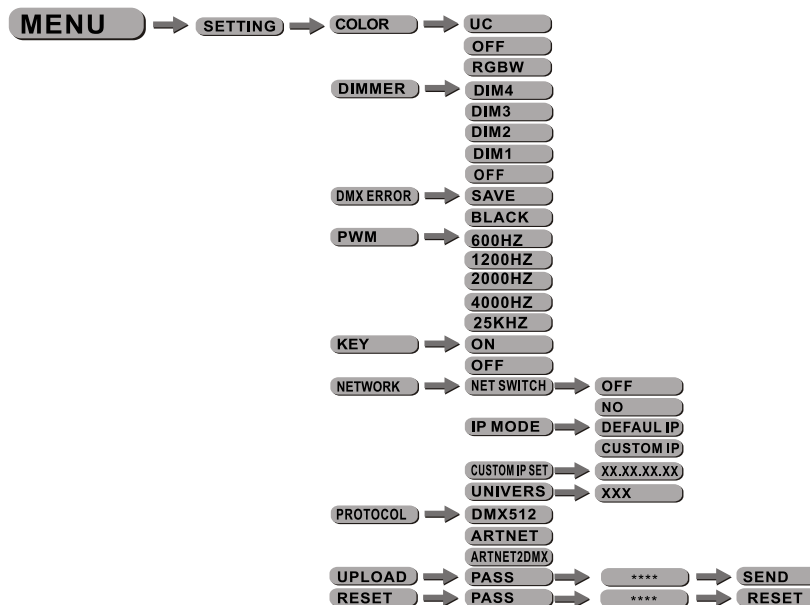 MENU SETTING COLOR UC
OFF
RGBW
DIMMER DIM4
DIM3
DIM2
DIM1
OFF
DMX ERROR SAVE
BLACK
PWM 600HZ
1200HZ
2000HZ
4000HZ
25KHZ
KEY ON
OFF
NETWORK NET SWITCH OFF
NO
IP MODE DEFAUL IP
CUSTOM IP
CUSTOM IP SET XX.XX.XX.XX
UNIVERS XXX
PROTOCOL DMX512
ARTNET
ARTNET2DMX
UPLOAD PASS **** SEND
RESET PASS **** RESET